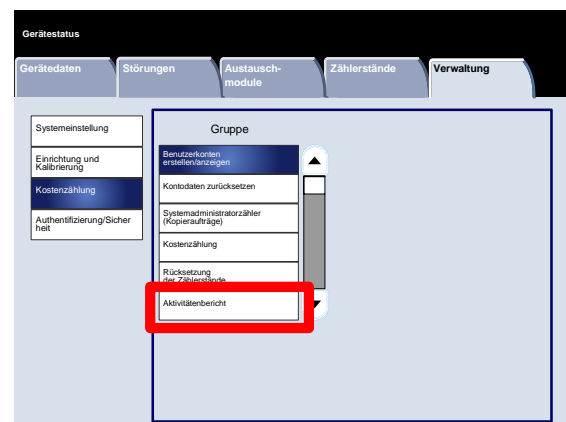 Gerätestatus
Gerätedaten
Störungen
Austausch-
module
Zählerstände
Verwaltung
Systemeinstellung
Einrichtung und
Kalibrierung
Kostenzählung
Authentifizierung/Sicher
heit
Gruppe
Benutzerkonten
erstellen/anzeigen
Kontodaten zurücksetzen
Systemadministratorzähler
(Kopieraufträge)
Kostenzählung
Rücksetzung
der Zählerstände
Aktivitätenbericht